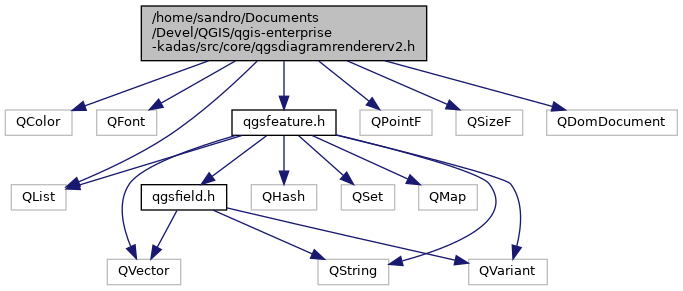 /home/sandro/Documents
/Devel/QGIS/qgis-enterprise
-kadas/src/core/qgsdiagramrendererv2.h
QColor
QFont
qgsfeature.h
QPointF
QSizeF
QDomDocument
QList
qgsfield.h
QHash
QSet
QMap
QVector
QString
QVariant